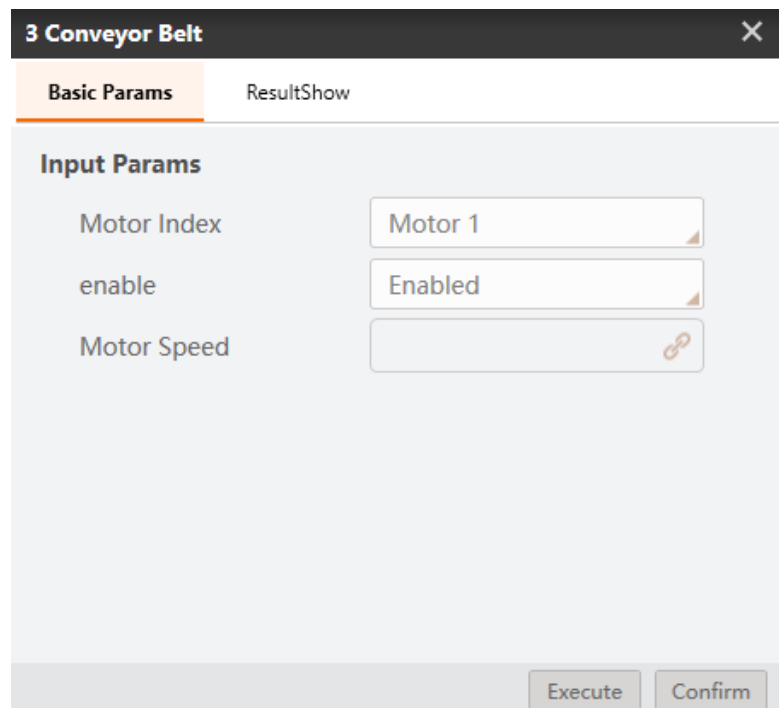 3 Conveyor Belt
Basic Params ResultShow
Input Params
Motor Index Motor 1
enable Enabled
Motor Speed
Execute Confirm